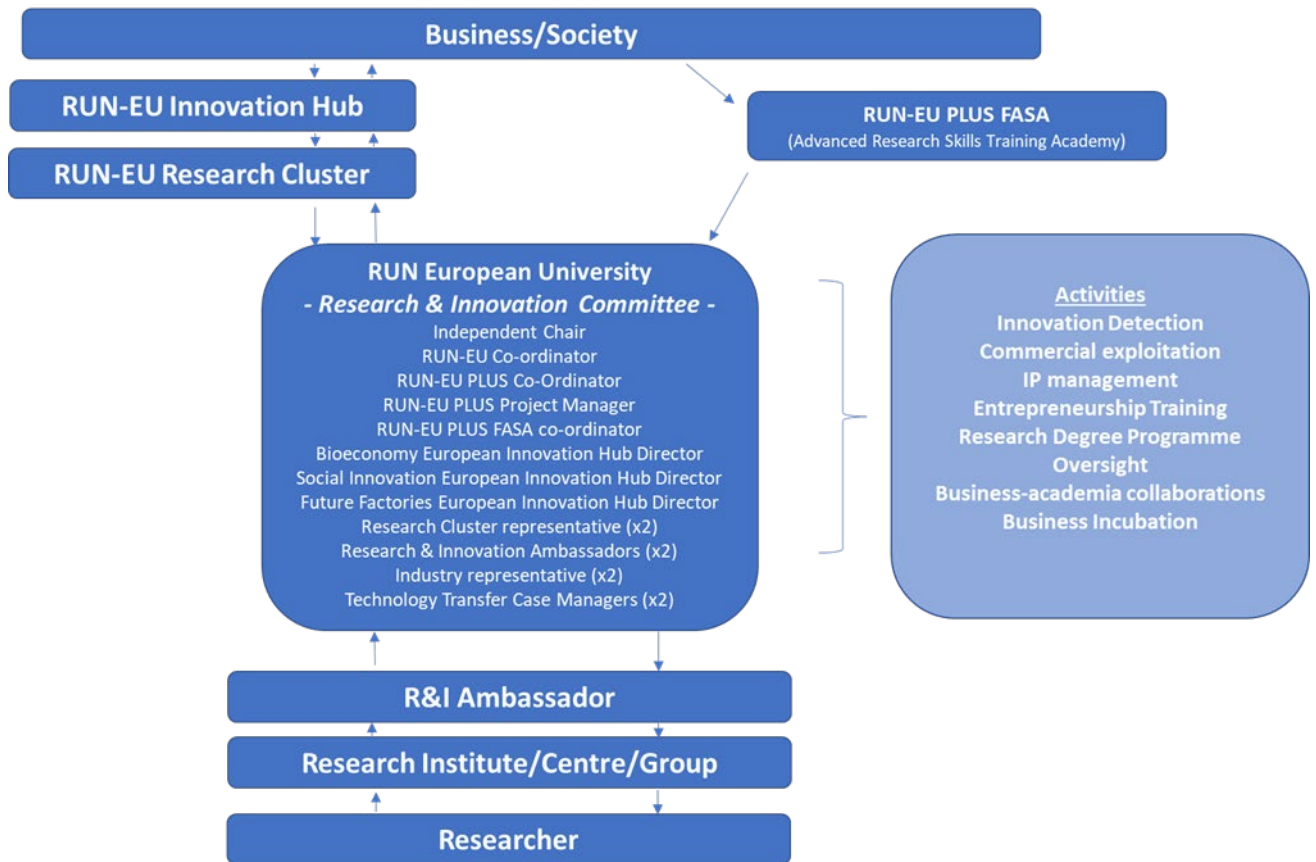 Business/Society
RUN-EU Innovation Hub
RUN-EU PLUS FASA
(Advanced Research Skills Training Academy)
RUN-EU Research Cluster
RUN European University
- Research & Innovation Committee -
Independent Chair
RUN-EU Co-ordinator
RUN-EU PLUS Co-Ordinator
RUN-EU PLUS Project Manager
RUN-EU PLUS FASA co-ordinator
Bioeconomy European Innovation Hub Director
Social Innovation European Innovation Hub Director
Future Factories European Innovation Hub Director
Research Cluster representative (x2)
Research & Innovation Ambassadors (x2)
Industry representative (x2)
Technology Transfer Case Managers (x2)
Activities
Innovation Detection
Commercial exploitation
IP management
Entrepreneurship Training
Research Degree Programme
Oversight
Business-academia collaborations
Business Incubation
R&I Ambassador
Research Institute/Centre/Group
Researcher